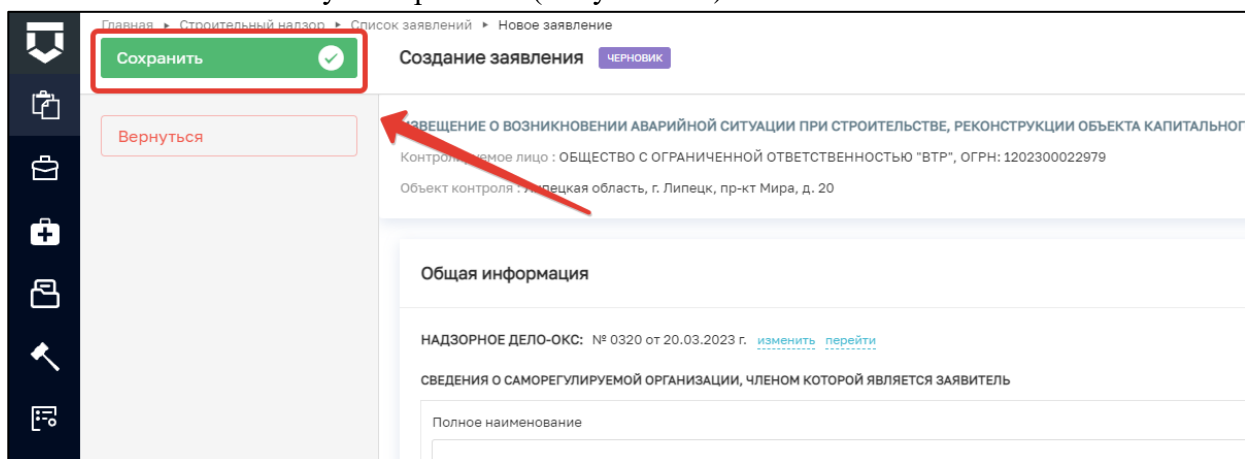 Главная ▸ Строительный надзор ▸ Список заявлений ▸ Новое заявление
Сохранить
Создание заявления ЧЕРНОВИК
Вернуться
ИЗВЕЩЕНИЕ О ВОЗНИКНОВЕНИИ АВАРИЙНОЙ СИТУАЦИИ ПРИ СТРОИТЕЛЬСТВЕ, РЕКОНСТРУКЦИИ ОБЪЕКТА КАПИТАЛЬНОГ
Контролируемое лицо : ОБЩЕСТВО С ОГРАНИЧЕННОЙ ОТВЕТСТВЕННОСТЬЮ "ВТР", ОГРН: 1202300022979
Объект контроля : Липецкая область, г. Липецк, пр-кт Мира, д. 20
Общая информация
НАДЗОРНОЕ ДЕЛО-ОКС: № 0320 от 20.03.2023 г. изменить перейти
СВЕДЕНИЯ О САМОРЕГУЛИРУЕМОЙ ОРГАНИЗАЦИИ, ЧЛЕНОМ КОТОРОЙ ЯВЛЯЕТСЯ ЗАЯВИТЕЛЬ
Полное наименование